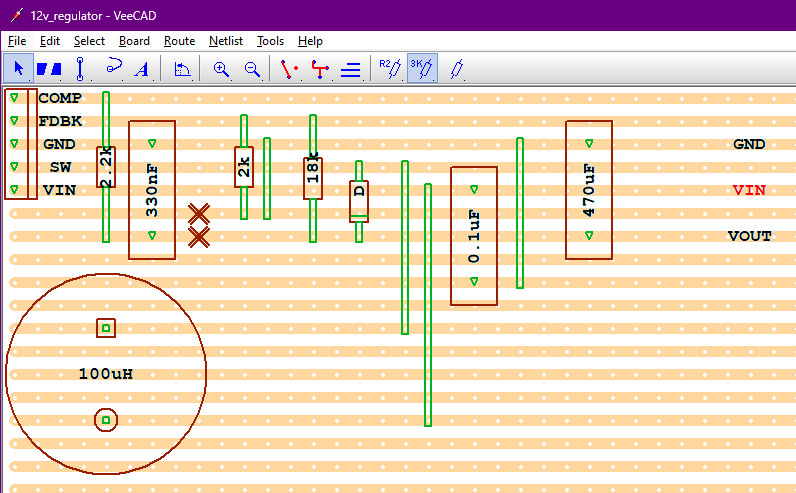 12v_regulator - VeeCAD
File Edit Select Board Route Netlist Tools Help
A R2 3K
COMP
FDBK
GND
SW
VIN
2.2k
330nF
2k
18k
D
0.1uF
470uF
GND
VIN
VOUT
100uH